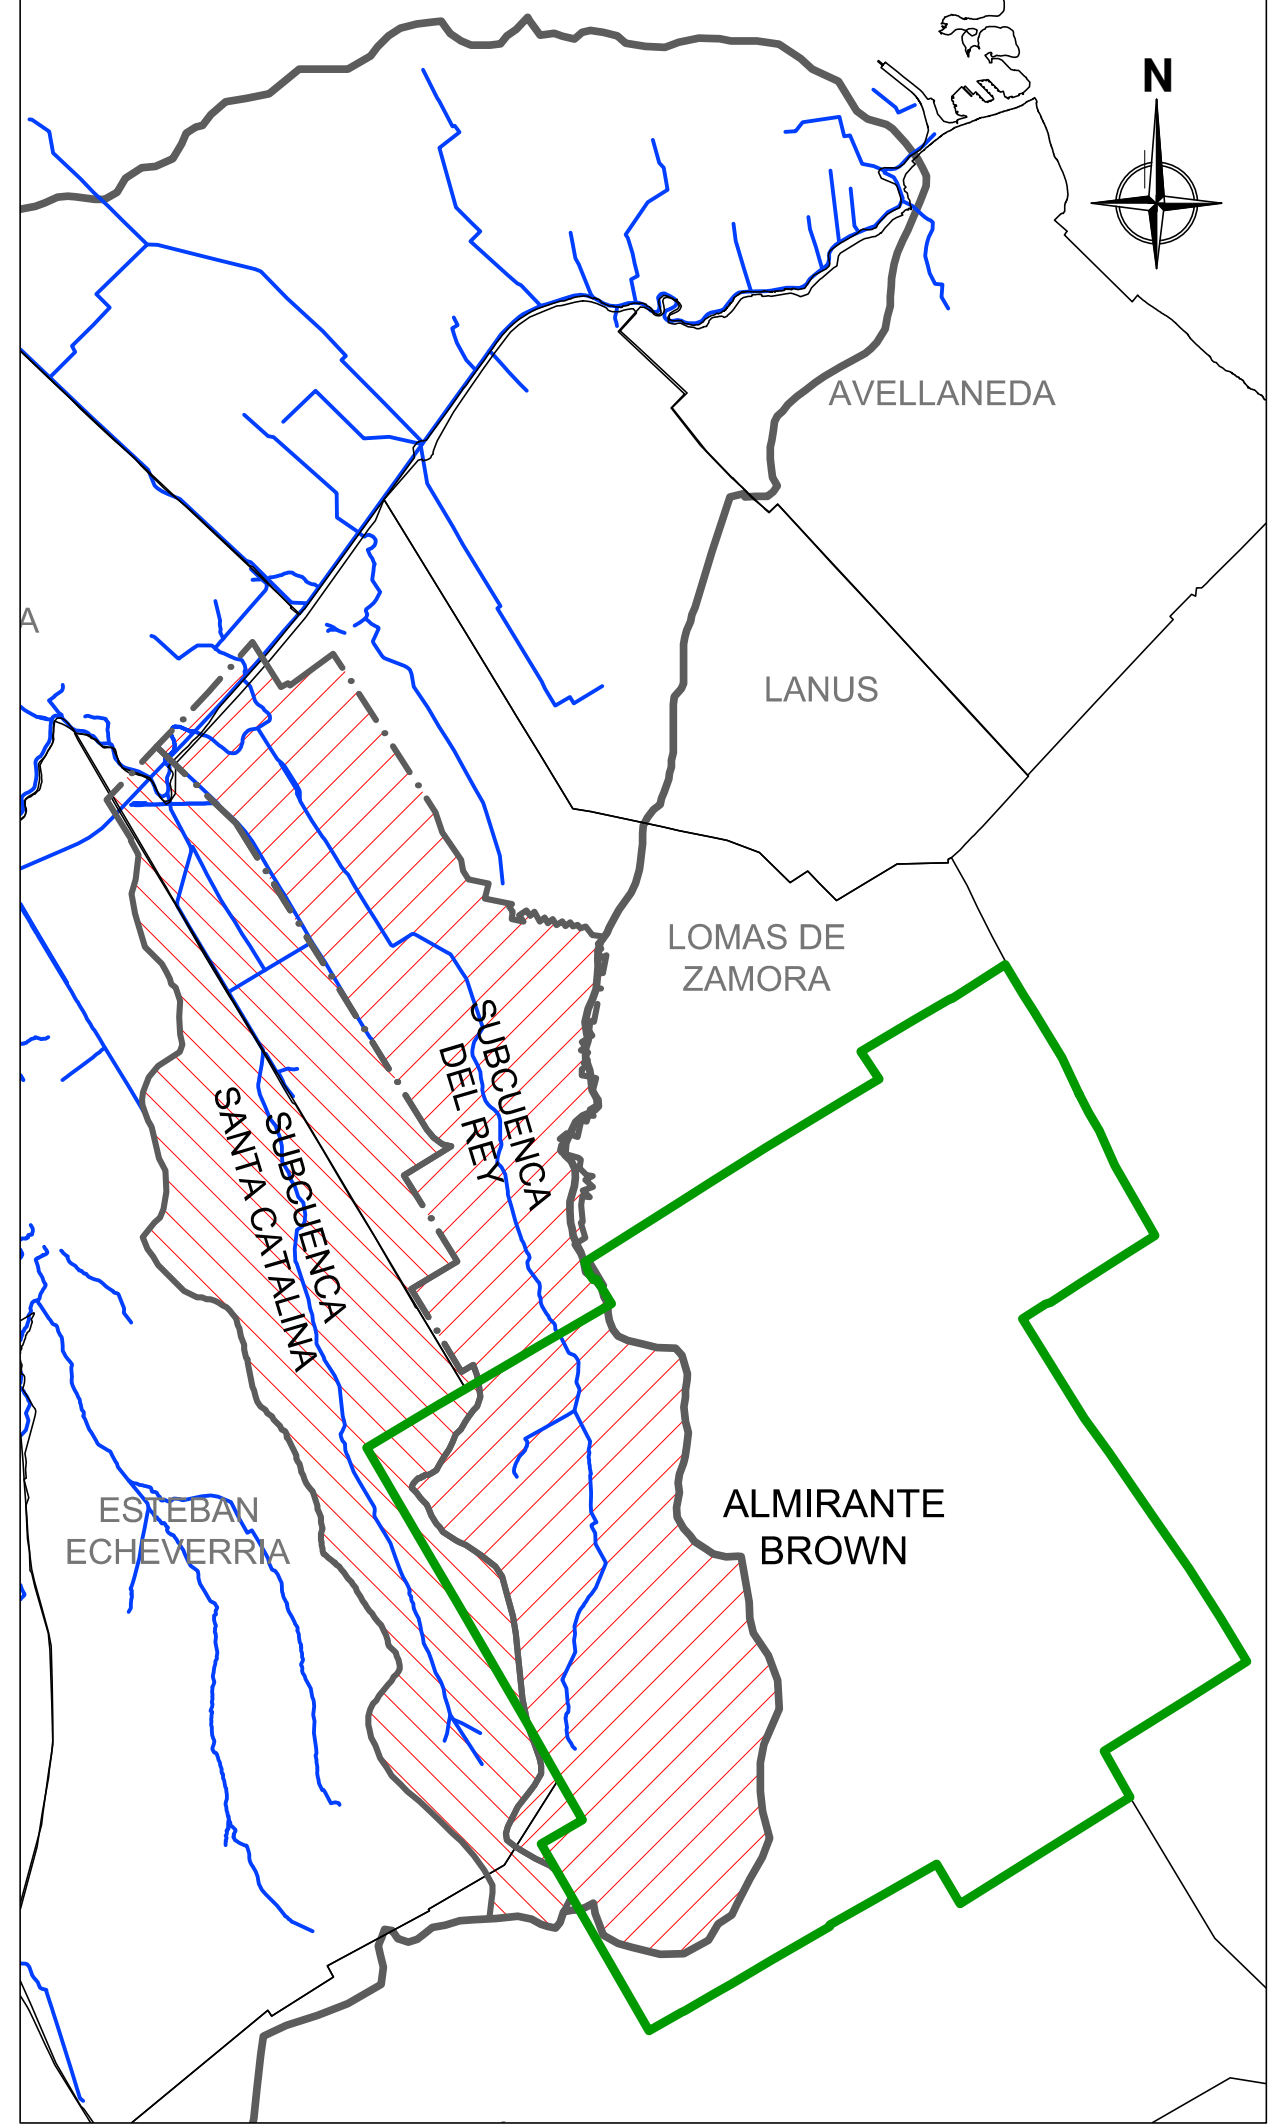 N
AVELLANEDA
A
LANUS
LOMAS DE
ZAMORA
SUBCUENCA
DEL REY
SUBCUENCA
SANTA CATALINA
ESTEBAN
ECHEVERRIA
ALMIRANTE
BROWN